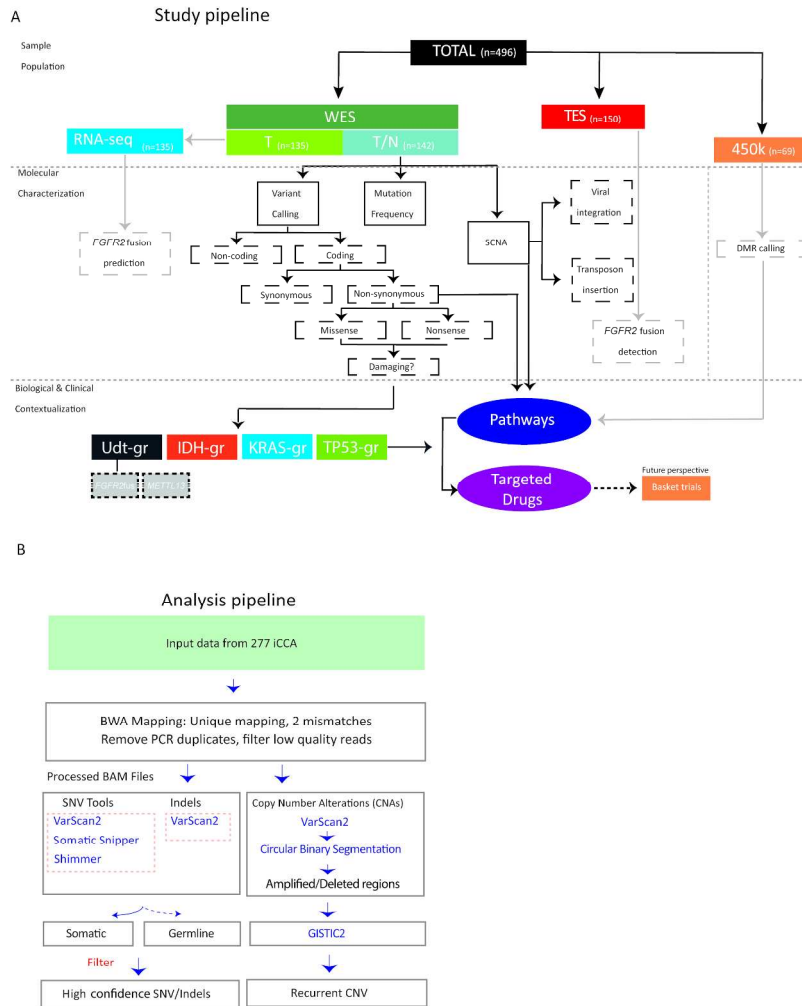 A
Study pipeline
Sample
Population
TOTAL (n=496)
WES
TES (n=150)
RNA-seq (n=135)
T (n=135)
T/N (n=142)
450k (n=69)
Molecular
Characterization
Variant
Calling
Mutation
Frequency
SCNA
Viral
integration
FGFR2 fusion
prediction
Non-coding
Coding
DMR calling
Transposon
insertion
Synonymous
Non-synonymous
Missense
Nonsense
FGFR2 fusion
detection
Damaging?
Biological & Clinical
Contextualization
Pathways
Udt-gr
IDH-gr
KRAS-gr
TP53-gr
Targeted
Drugs
Future perspective
Basket trials
FGFR2fus
METTL13
B
Analysis pipeline
Input data from 277 iCCA
BWA Mapping: Unique mapping, 2 mismatches
Remove PCR duplicates, filter low quality reads
Processed BAM Files
SNV Tools
Indels
VarScan2
VarScan2
Somatic Snipper
Shimmer
Copy Number Alterations (CNAs)
VarScan2
Circular Binary Segmentation
Amplified/Deleted regions
Somatic
Germline
GISTIC2
Filter
High confidence SNV/Indels
Recurrent CNV